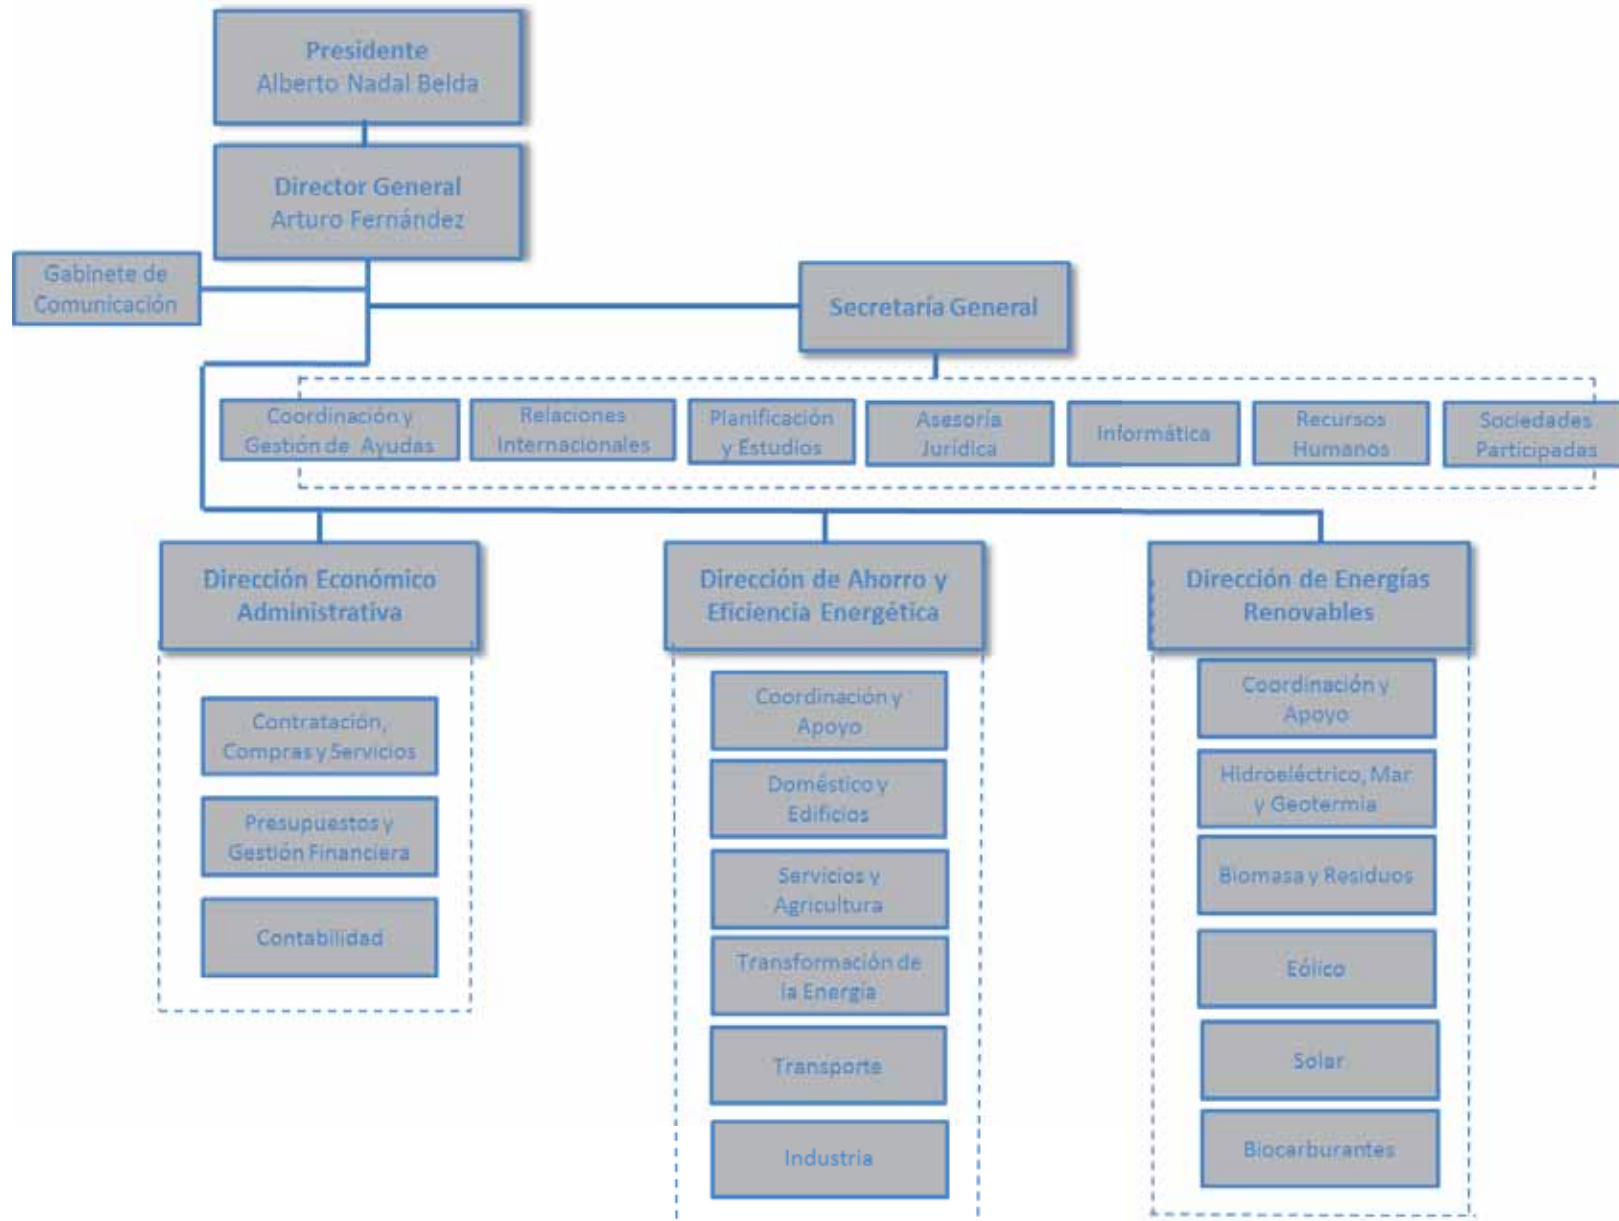 Presidente
Alberto Nadal Belda
Director General
Arturo Fernández
Gabinete de
Comunicación
Secretaría General
Coordinación y
Gestión de Ayudas
Relaciones
Internacionales
Planificación
y Estudios
Asesoría
Jurídica
Informática
Recursos
Humanos
Sociedades
Participadas
Dirección Económico
Administrativa
Contratación,
Compras y Servicios
Presupuestos y
Gestión Financiera
Contabilidad
Dirección de Ahorro y
Eficiencia Energética
Coordinación y
Apoyo
Doméstico y
Edificios
Servicios y
Agricultura
Transformación de
la Energía
Transporte
Industria
Dirección de Energías
Renovables
Coordinación y
Apoyo
Hidroeléctrico, Mar
y Geotermia
Biomasa y Residuos
Eólico
Solar
Biocarburantes